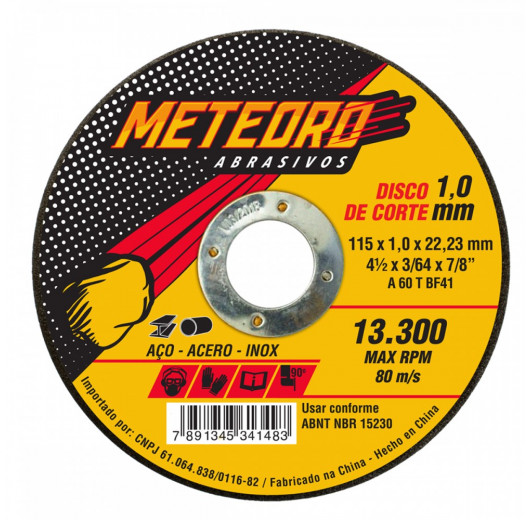 METEORO
ABRASIVOS
DISCO DE CORTE 1,0 mm
115 x 1,0 x 22,23 mm
4½ x 3/64 x 7/8”
A 60 T BF41
13.300
MAX RPM
80 m/s
AÇO - ACERO - INOX
90°
7 891345 341483
Usar conforme
ABNT NBR 15230
Importado por: CNPJ 61.064.838/0116-82 / Fabricado na China - Hecho en China